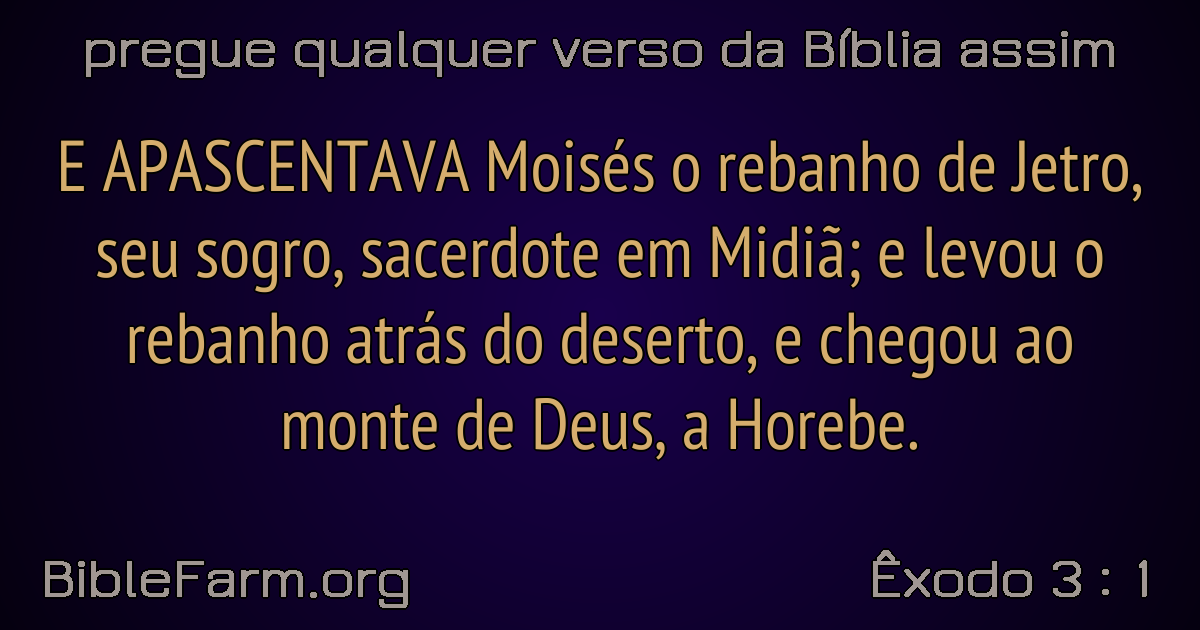 pregue qualquer verso da Bíblia assim
E APASCENTAVA Moisés o rebanho de Jetro,
seu sogro, sacerdote em Midiã; e levou o
rebanho atrás do deserto, e chegou ao
monte de Deus, a Horebe.
BibleFarm.org
Êxodo 3 : 1